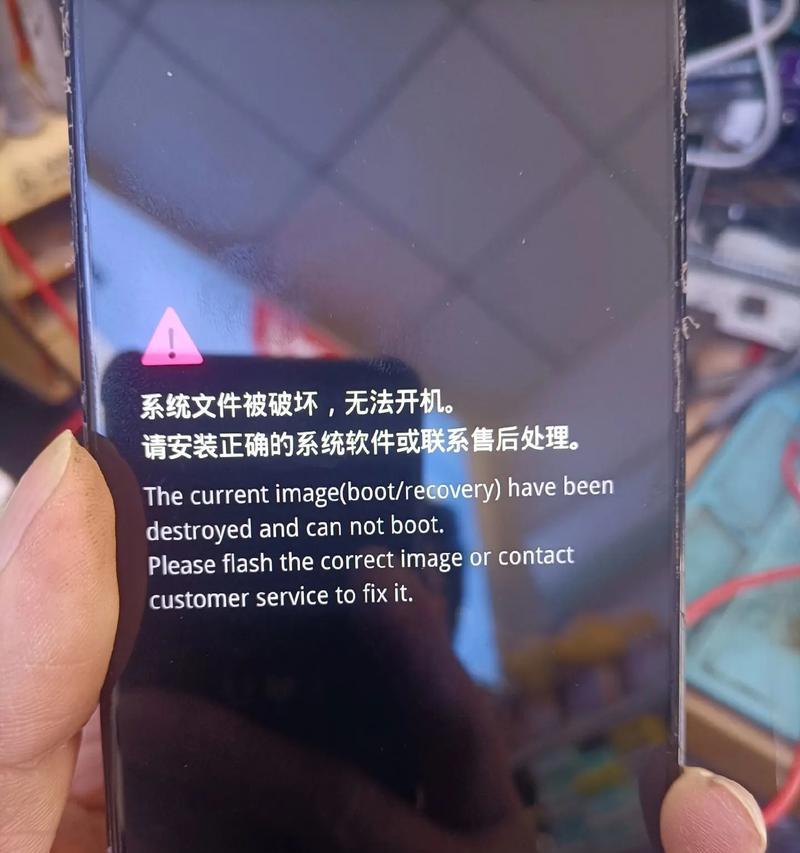 系统文件被破坏，无法开机。
请安装正确的系统软件或联系售后处理。
The current image(boot/recovery) have been
destroyed and can not boot.
Please flash the correct image or contact
customer service to fix it.